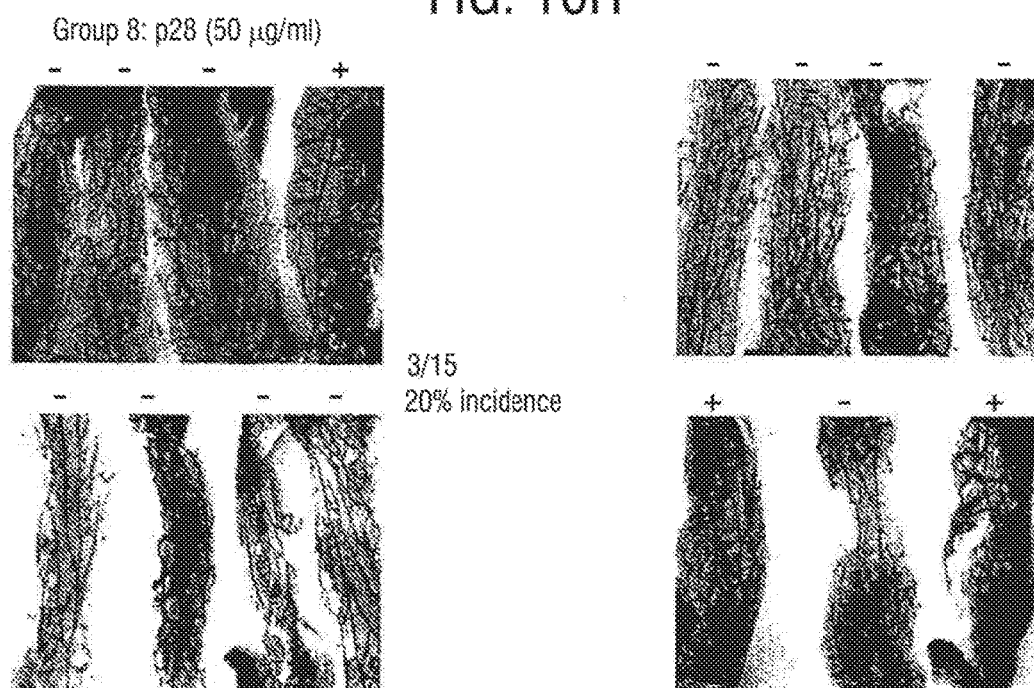 Group 8: p28 (50 µg/ml)
- - - +
- - - -
3/15
20% incidence
- - - -
+ - +